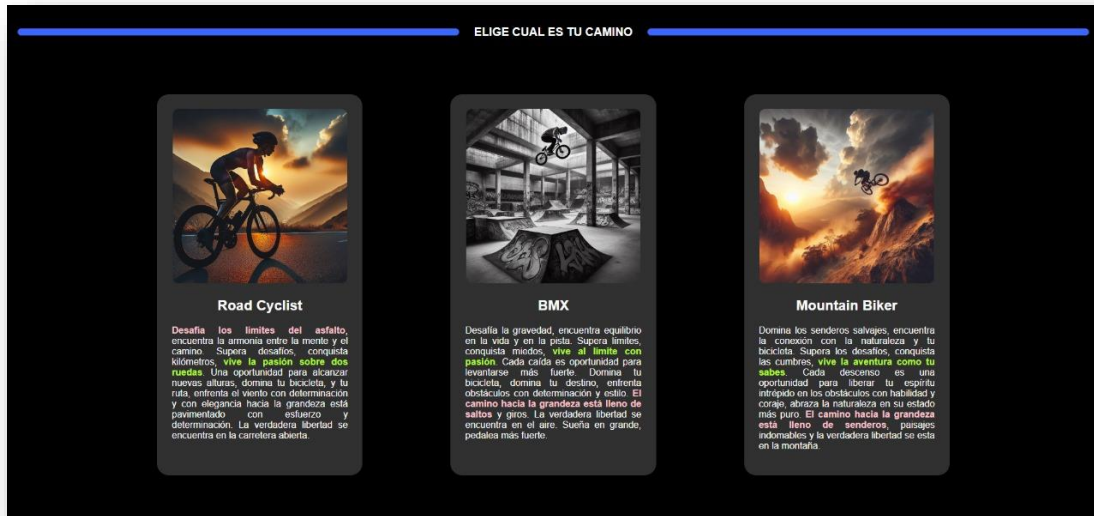 ELIGE CUAL ES TU CAMINO
Road Cyclist
Desafia los limites del asfalto,
encuentra la armonía entre la mente y el
camino. Supera desafíos, conquista
kilómetros, vive la pasión sobre dos
ruedas. Una oportunidad para alcanzar
nuevas alturas, domina tu bicicleta, y tu
ruta, enfrenta el viento con determinación
y con elegancia hacia la grandeza está
pavimentado con esfuerzo y
determinación. La verdadera libertad se
encuentra en la carretera abierta.
BMX
Desafía la gravedad, encuentra equilibrio
en la vida y en la pista. Supera límites,
conquista miedos, vive al limite con
pasión. Cada caída es oportunidad para
levantarse más fuerte. Domina tu
bicicleta, domina tu destino, enfrenta
obstáculos con determinación y estilo. El
camino hacia la grandeza está lleno de
saltos y giros. La verdadera libertad se
encuentra en el aire. Sueña en grande,
pedalea más fuerte.
Mountain Biker
Domina los senderos salvajes, encuentra
la conexión con la naturaleza y tu
bicicleta. Supera los desafíos, conquista
las cumbres, vive la aventura como tu
sabes. Cada descenso es una
oportunidad para liberar tu espíritu
intrépido en los obstáculos con habilidad y
coraje, abraza la naturaleza en su estado
más puro. El camino hacia la grandeza
está lleno de senderos, paisajes
indomables y la verdadera libertad se esta
en la montaña.